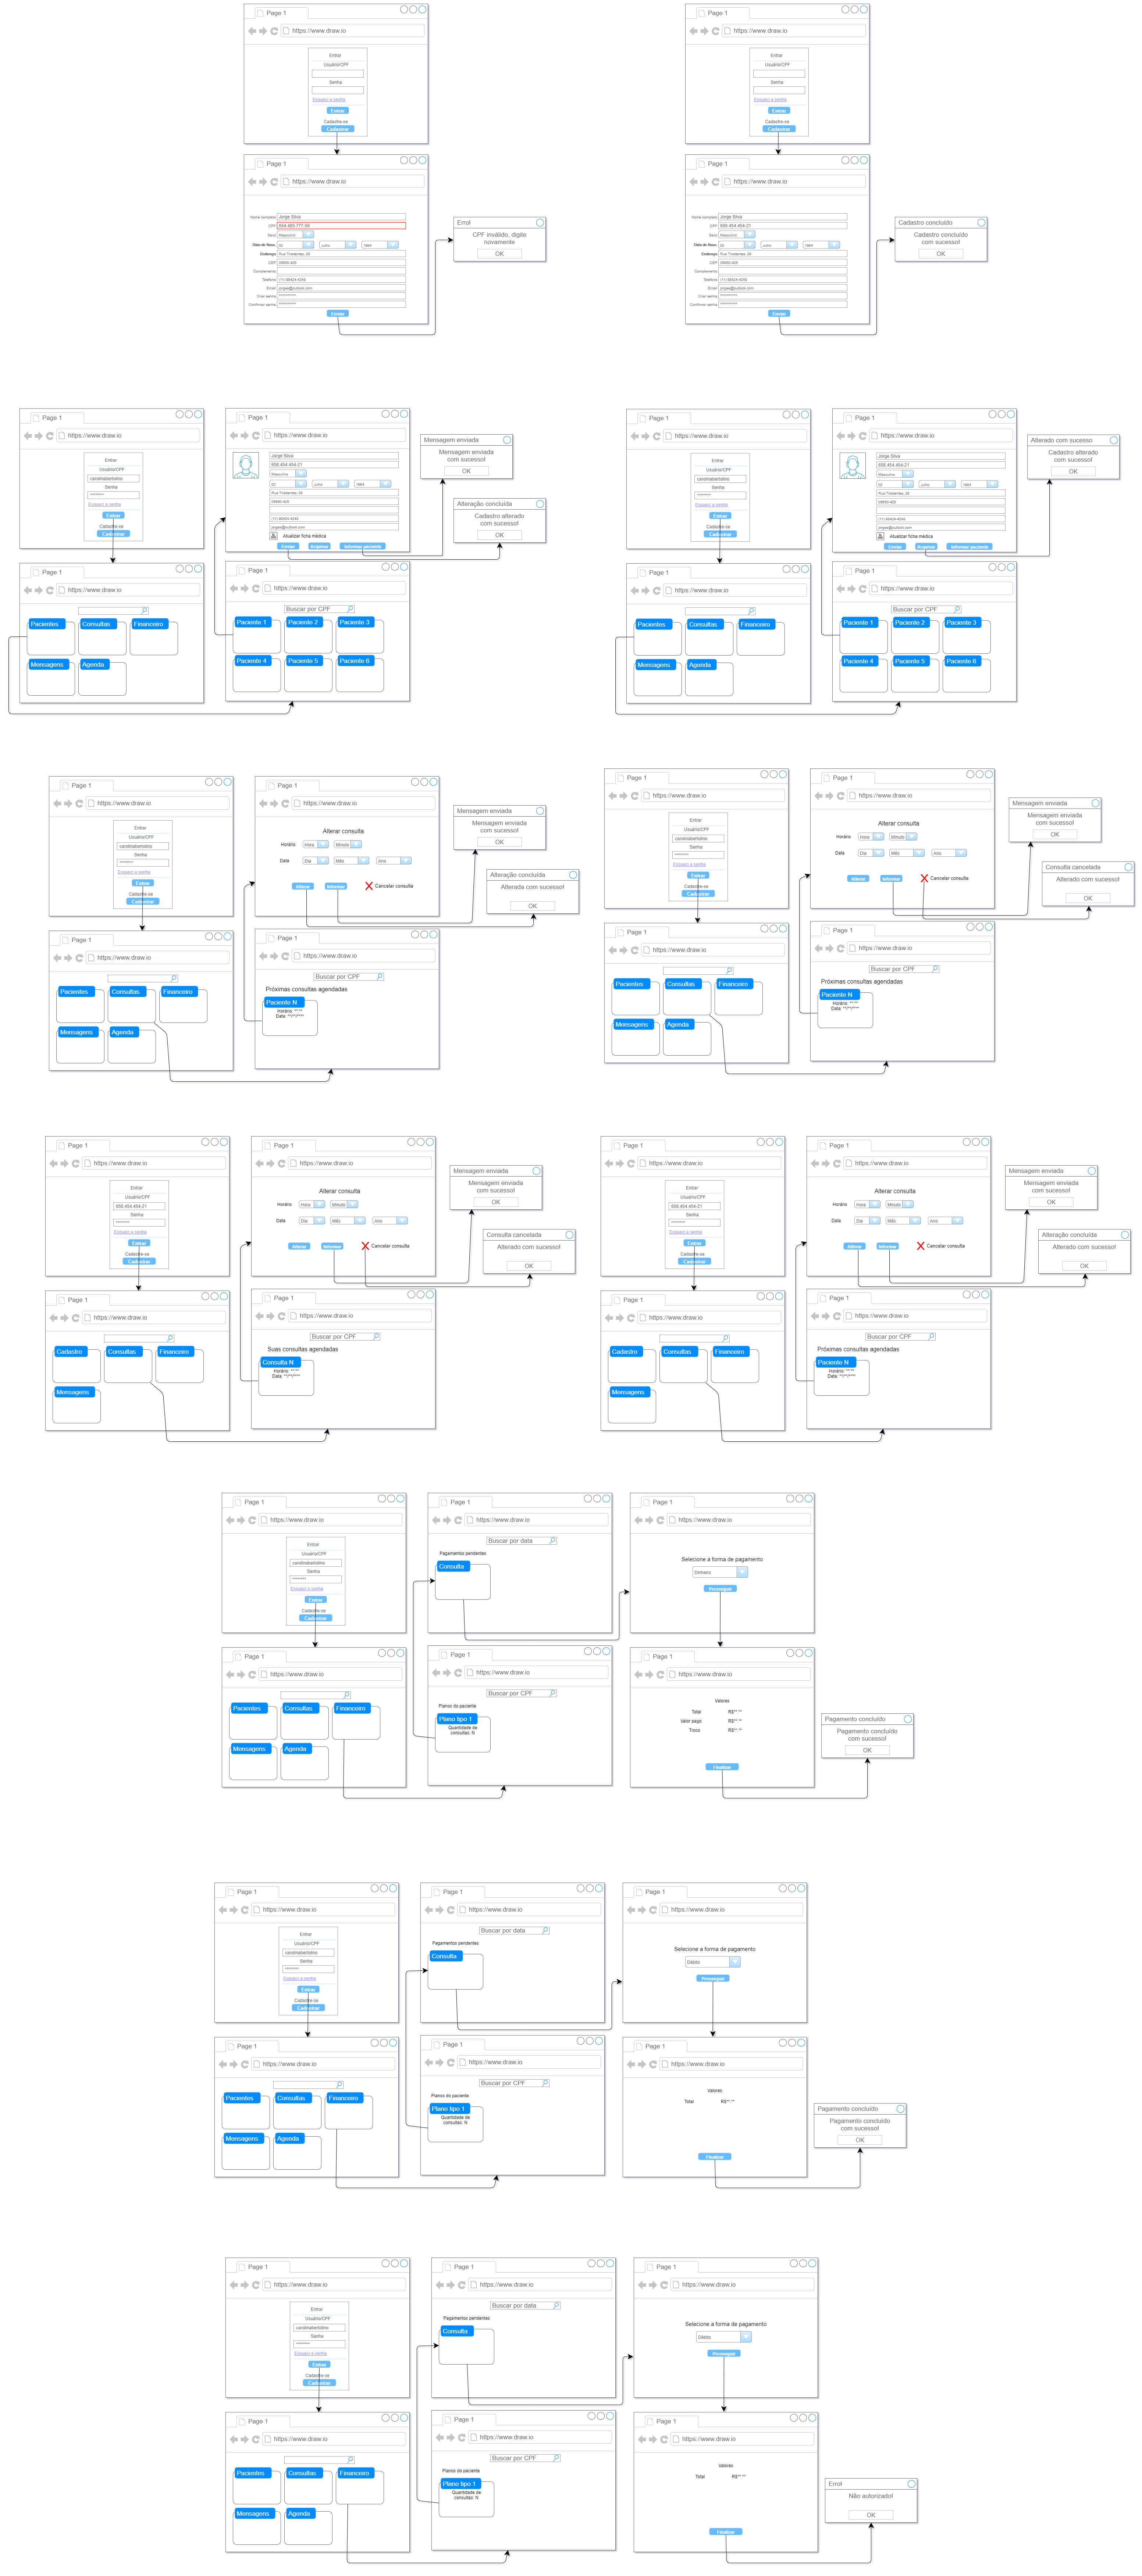 Page 1
https://www.draw.io
Entrar
Usuário/CPF
Senha
Esqueci a senha
Entrar
Cadastre-se
Cadastrar
Page 1
https://www.draw.io
Nome completo Jorge Silva
CPF
Sexo Masculino
Data de Nasc. 02 Julho 1984
Endereço Rua Tiradentes, 39
CEP
Complemento
Telefone
Email jorges@outlook.com
Criar senha
Confirmar senha
Enviar
Erro!
CPF inválido, digite
novamente
OK
Page 1
https://www.draw.io
Entrar
Usuário/CPF
Senha
Esqueci a senha
Entrar
Cadastre-se
Cadastrar
Page 1
https://www.draw.io
Nome completo Jorge Silva
CPF 658.454.454-21
Sexo Masculino
Data de Nasc. 02 Julho 1984
Endereço Rua Tiradentes, 39
CEP
Complemento
Telefone
Email jorges@outlook.com
Criar senha
Confirmar senha
Enviar
Cadastro concluído
Cadastro concluído
com sucesso!
OK
Page 1
https://www.draw.io
Entrar
Usuário/CPF
carolinabertolino
Senha
********
Esqueci a senha
Entrar
Cadastre-se
Cadastrar
Page 1
https://www.draw.io
Pacientes Consultas Financeiro
Mensagens Agenda
Page 1
https://www.draw.io
Buscar por CPF
Paciente 1 Paciente 2 Paciente 3
Paciente 4 Paciente 5 Paciente 6
Page 1
https://www.draw.io
Jorge Silva
658.454.454-21
Masculino
02 Julho 1984
Rua Tiradentes, 39
jorges@outlook.com
Atualizar ficha médica
Enviar Arquivar Informar paciente
Mensagem enviada
Mensagem enviada
com sucesso!
OK
Alteração concluída
Cadastro alterado
com sucesso!
OK
Page 1
https://www.draw.io
Entrar
Usuário/CPF
carolinabertolino
Senha
********
Esqueci a senha
Entrar
Cadastre-se
Cadastrar
Page 1
https://www.draw.io
Pacientes Consultas Financeiro
Mensagens Agenda
Page 1
https://www.draw.io
Buscar por CPF
Paciente 1 Paciente 2 Paciente 3
Paciente 4 Paciente 5 Paciente 6
Page 1
https://www.draw.io
Jorge Silva
658.454.454-21
Masculino
02 Julho 1984
Rua Tiradentes, 39
jorges@outlook.com
Atualizar ficha médica
Enviar Arquivar Informar paciente
Alterado com sucesso
Cadastro alterado
com sucesso!
OK
Page 1
https://www.draw.io
Entrar
Usuário/CPF
carolinabertolino
Senha
********
Esqueci a senha
Entrar
Cadastre-se
Cadastrar
Page 1
https://www.draw.io
Pacientes Consultas Financeiro
Mensagens Agenda
Page 1
https://www.draw.io
Buscar por CPF
Próximas consultas agendadas
Paciente N
Horário: **:**
Data: **/**/****
Page 1
https://www.draw.io
Alterar consulta
Horário Hora Minuto
Data Dia Mês Ano
Alterar Informar Cancelar consulta
Mensagem enviada
Mensagem enviada
com sucesso!
OK
Alteração concluída
Alterada com sucesso!
OK
Page 1
https://www.draw.io
Entrar
Usuário/CPF
carolinabertolino
Senha
********
Esqueci a senha
Entrar
Cadastre-se
Cadastrar
Page 1
https://www.draw.io
Pacientes Consultas Financeiro
Mensagens Agenda
Page 1
https://www.draw.io
Buscar por CPF
Próximas consultas agendadas
Paciente N
Horário: **:**
Data: **/**/****
Page 1
https://www.draw.io
Alterar consulta
Horário Hora Minuto
Data Dia Mês Ano
Alterar Informar Cancelar consulta
Mensagem enviada
Mensagem enviada
com sucesso!
OK
Consulta cancelada
Alterado com sucesso!
OK
Page 1
https://www.draw.io
Entrar
Usuário/CPF
658.454.454-21
Senha
********
Esqueci a senha
Entrar
Cadastre-se
Cadastrar
Page 1
https://www.draw.io
Cadastro Consultas Financeiro
Mensagens
Page 1
https://www.draw.io
Buscar por CPF
Suas consultas agendadas
Consulta N
Horário: **:**
Data: **/**/****
Page 1
https://www.draw.io
Alterar consulta
Horário Hora Minuto
Data Dia Mês Ano
Alterar Informar Cancelar consulta
Mensagem enviada
Mensagem enviada
com sucesso!
OK
Consulta cancelada
Alterado com sucesso!
OK
Page 1
https://www.draw.io
Entrar
Usuário/CPF
658.454.454-21
Senha
********
Esqueci a senha
Entrar
Cadastre-se
Cadastrar
Page 1
https://www.draw.io
Cadastro Consultas Financeiro
Mensagens
Page 1
https://www.draw.io
Buscar por CPF
Próximas consultas agendadas
Paciente N
Horário: **:**
Data: **/**/****
Page 1
https://www.draw.io
Alterar consulta
Horário Hora Minuto
Data Dia Mês Ano
Alterar Informar Cancelar consulta
Mensagem enviada
Mensagem enviada
com sucesso!
OK
Alteração concluída
Alterado com sucesso!
OK
Page 1
https://www.draw.io
Entrar
Usuário/CPF
carolinabertolino
Senha
********
Esqueci a senha
Entrar
Cadastre-se
Cadastrar
Page 1
https://www.draw.io
Pacientes Consultas Financeiro
Mensagens Agenda
Page 1
https://www.draw.io
Buscar por CPF
Planos do paciente
Plano tipo 1
Quantidade de
consultas: N
Page 1
https://www.draw.io
Buscar por data
Pagamentos pendentes
Consulta
Page 1
https://www.draw.io
Selecione a forma de pagamento
Dinheiro
Prosseguir
Page 1
https://www.draw.io
Valores
Total R$**,**
Valor pago R$**,**
Troco R$**,**
Finalizar
Pagamento concluído
Pagamento concluído
com sucesso!
OK
Page 1
https://www.draw.io
Entrar
Usuário/CPF
carolinabertolino
Senha
********
Esqueci a senha
Entrar
Cadastre-se
Cadastrar
Page 1
https://www.draw.io
Pacientes Consultas Financeiro
Mensagens Agenda
Page 1
https://www.draw.io
Buscar por CPF
Planos do paciente
Plano tipo 1
Quantidade de
consultas: N
Page 1
https://www.draw.io
Buscar por data
Pagamentos pendentes
Consulta
Page 1
https://www.draw.io
Selecione a forma de pagamento
Débito
Prosseguir
Page 1
https://www.draw.io
Valores
Total R$**,**
Finalizar
Pagamento concluído
Pagamento concluído
com sucesso!
OK
Page 1
https://www.draw.io
Entrar
Usuário/CPF
carolinabertolino
Senha
********
Esqueci a senha
Entrar
Cadastre-se
Cadastrar
Page 1
https://www.draw.io
Pacientes Consultas Financeiro
Mensagens Agenda
Page 1
https://www.draw.io
Buscar por CPF
Planos do paciente
Plano tipo 1
Quantidade de
consultas: N
Page 1
https://www.draw.io
Buscar por data
Pagamentos pendentes
Consulta
Page 1
https://www.draw.io
Selecione a forma de pagamento
Débito
Prosseguir
Page 1
https://www.draw.io
Valores
Total R$**,**
Finalizar
Erro!
Não autorizado!
OK